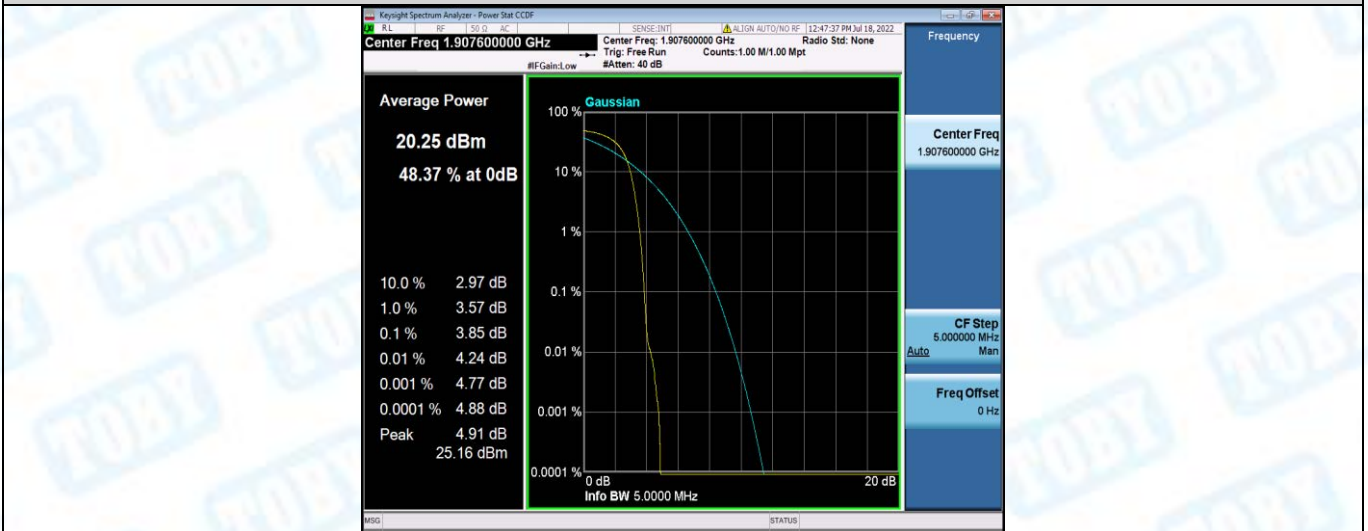 Keysight Spectrum Analyzer - Power Stat CCDF
RL RF 50 Ω AC SENSE:INT ALIGN AUTO/NO RF 12:47:37 PM Jul 18, 2022
Center Freq 1.907600000 GHz
Center Freq: 1.907600000 GHz Radio Std: None
Trig: Free Run Counts:1.00 M/1.00 Mpt
#IFGain:Low #Atten: 40 dB
Frequency
Average Power
20.25 dBm
48.37 % at 0dB
10.0 % 2.97 dB
1.0 % 3.57 dB
0.1 % 3.85 dB
0.01 % 4.24 dB
0.001 % 4.77 dB
0.0001 % 4.88 dB
Peak 4.91 dB
25.16 dBm
Gaussian
100 %
10 %
1 %
0.1 %
0.01 %
0.001 %
0.0001 %
0 dB 20 dB
Info BW 5.0000 MHz
Center Freq
1.907600000 GHz
CF Step
5.000000 MHz
Auto Man
Freq Offset
0 Hz
MSG STATUS
TOBY
TOBY
TOBY
TOBY
TOBY
TOBY
TOBY